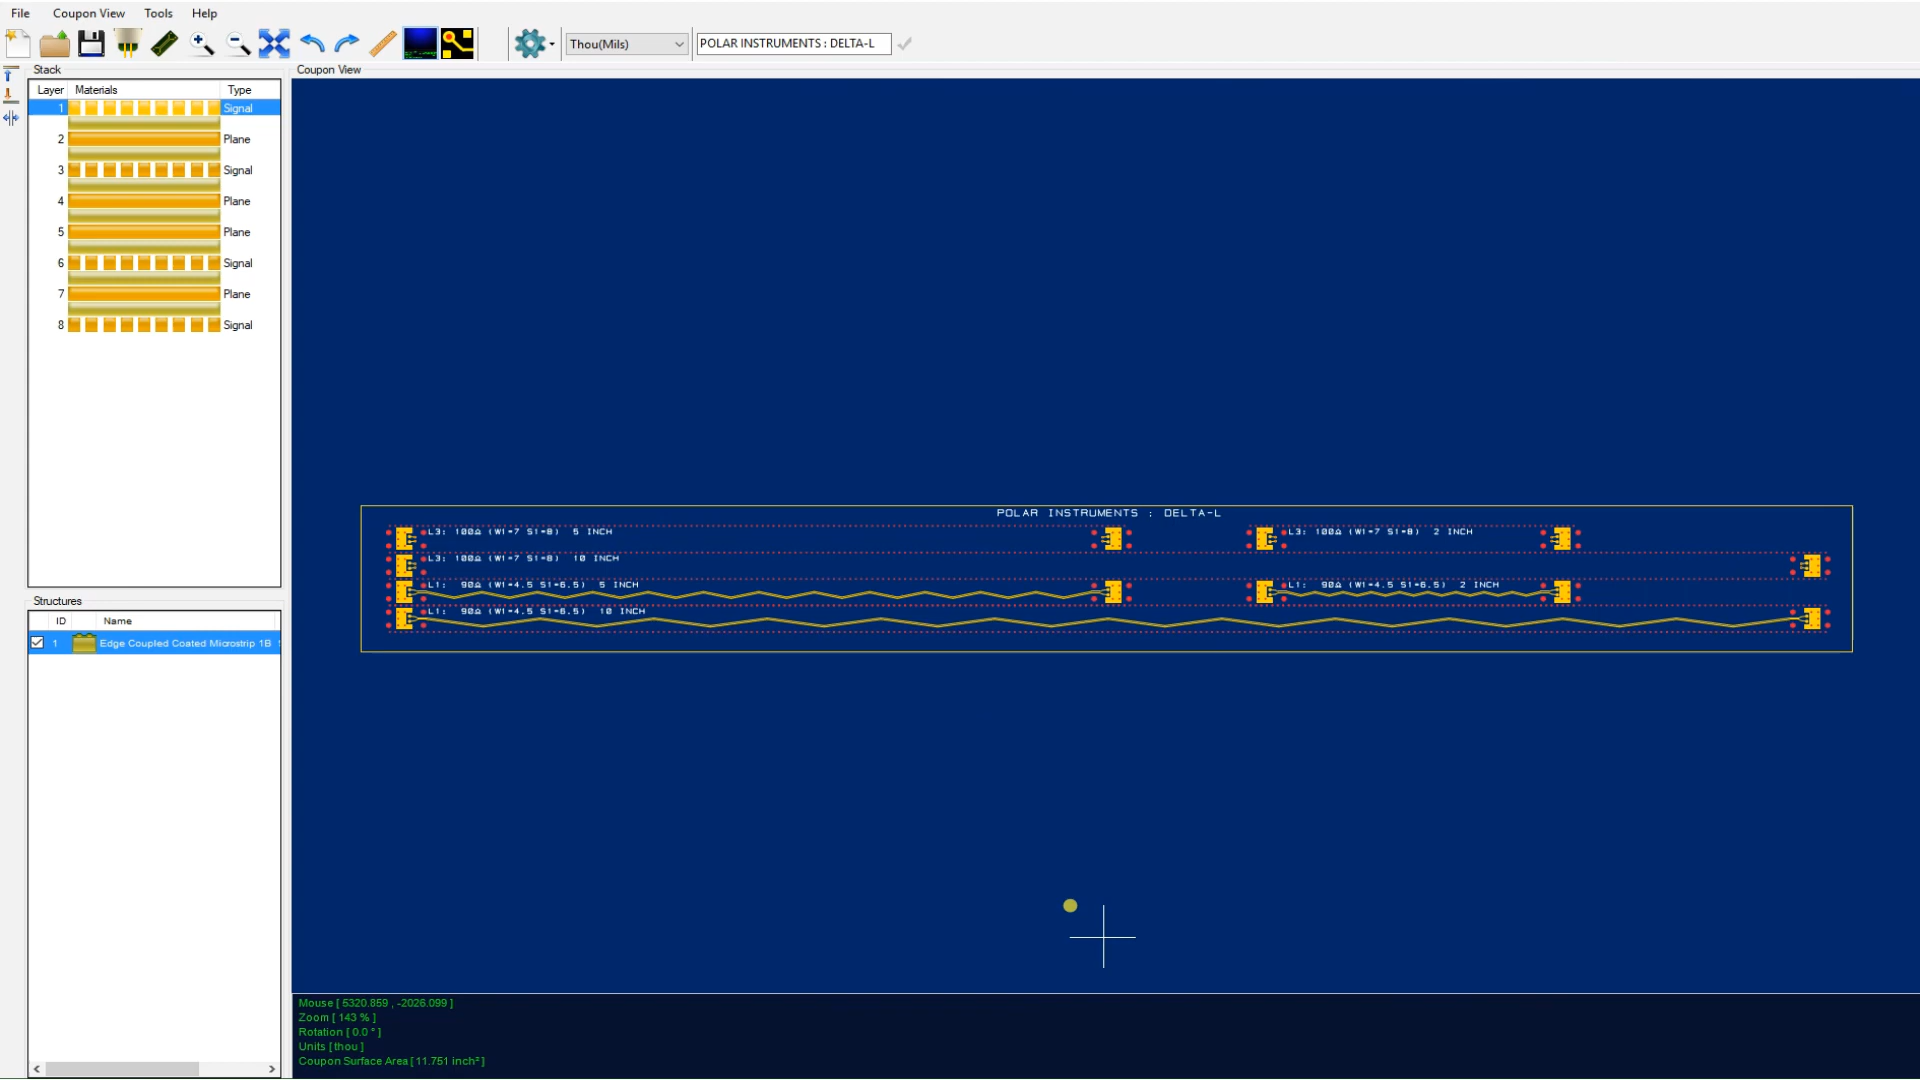 File Coupon View Tools Help
Thou(Mils) POLAR INSTRUMENTS : DELTA-L
Stack
Layer Materials Type
1 Signal
2 Plane
3 Signal
4 Plane
5 Plane
6 Signal
7 Plane
8 Signal
Structures
ID Name
1 Edge Coupled Coated Microstrip 1B
Coupon View
POLAR INSTRUMENTS : DELTA-L
L3: 100Ω (W1=7 S1=8) 5 INCH
L3: 100Ω (W1=7 S1=8) 2 INCH
L3: 100Ω (W1=7 S1=8) 10 INCH
L1: 90Ω (W1=4.5 S1=6.5) 5 INCH
L1: 90Ω (W1=4.5 S1=6.5) 2 INCH
L1: 90Ω (W1=4.5 S1=6.5) 10 INCH
Mouse [ 5320.859 , -2026.099 ]
Zoom [ 143 % ]
Rotation [ 0.0 ° ]
Units [ thou ]
Coupon Surface Area [ 11.751 inch² ]